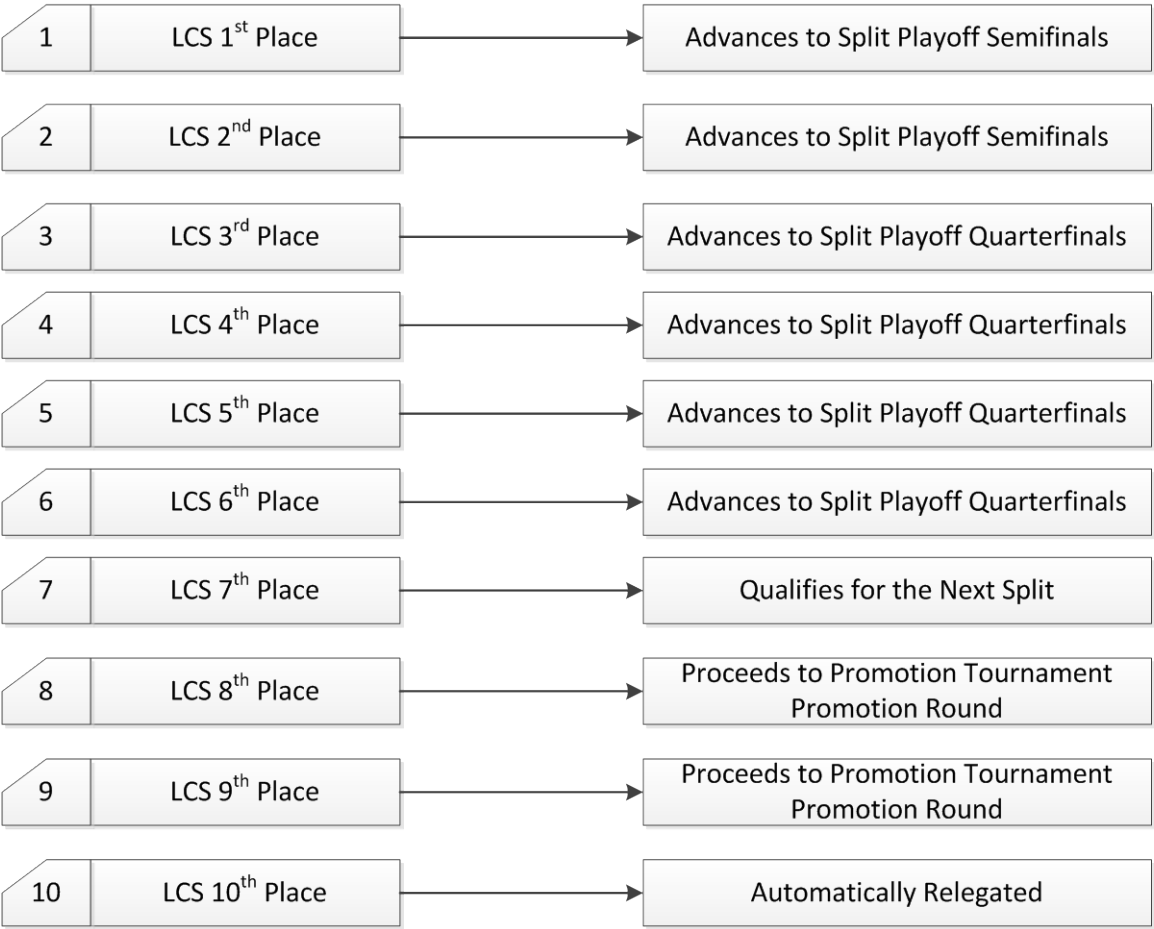 1 LCS 1st Place Advances to Split Playoff Semifinals
2 LCS 2nd Place Advances to Split Playoff Semifinals
3 LCS 3rd Place Advances to Split Playoff Quarterfinals
4 LCS 4th Place Advances to Split Playoff Quarterfinals
5 LCS 5th Place Advances to Split Playoff Quarterfinals
6 LCS 6th Place Advances to Split Playoff Quarterfinals
7 LCS 7th Place Qualifies for the Next Split
8 LCS 8th Place Proceeds to Promotion Tournament
Promotion Round
9 LCS 9th Place Proceeds to Promotion Tournament
Promotion Round
10 LCS 10th Place Automatically Relegated